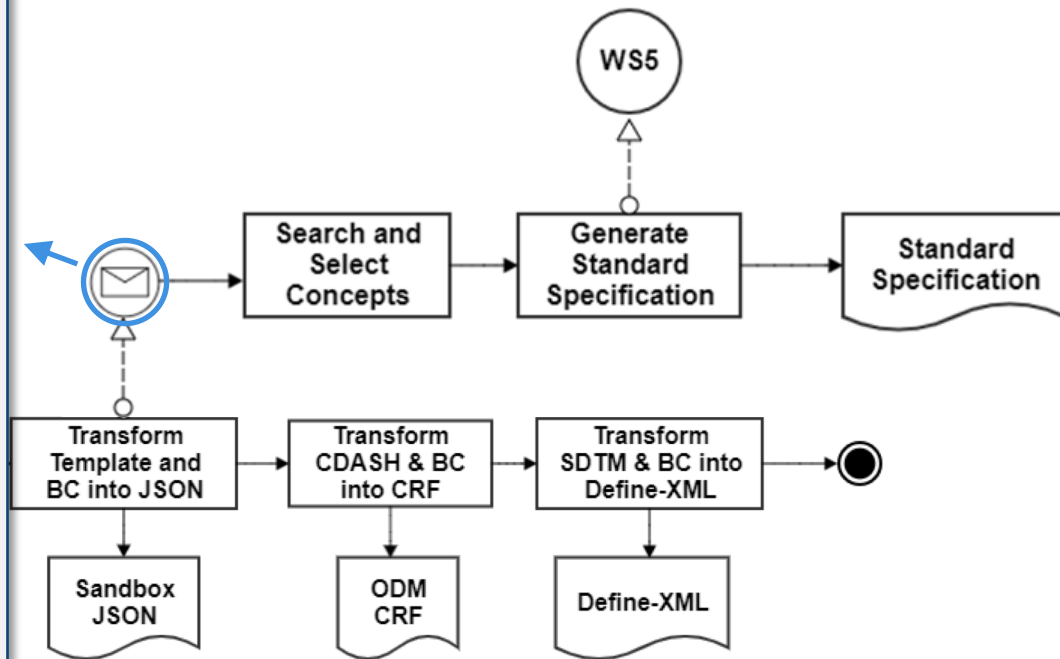 WS5
Search and
Select
Concepts
Generate
Standard
Specification
Standard
Specification
Transform
Template and
BC into JSON
Transform
CDASH & BC
into CRF
Transform
SDTM & BC into
Define-XML
Sandbox
JSON
ODM
CRF
Define-XML